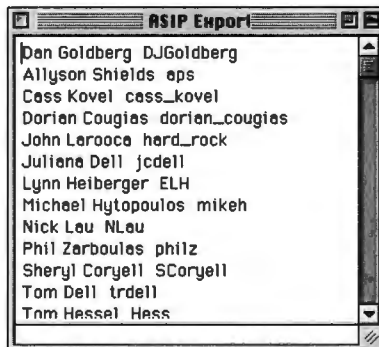 ASIP Export
Dan Goldberg DJGoldberg
Allyson Shields aps
Cass Kovel cass_kovel
Dorian Cougias dorian_cougias
John Larooca hard_rock
Juliana Dell jcdell
Lynn Heiberger ELH
Michael Hytopoulos mikeh
Nick Lau NLau
Phil Zarboulas philz
Sheryl Coryell SCoryell
Tom Dell trdell
Tom Hessel Hess